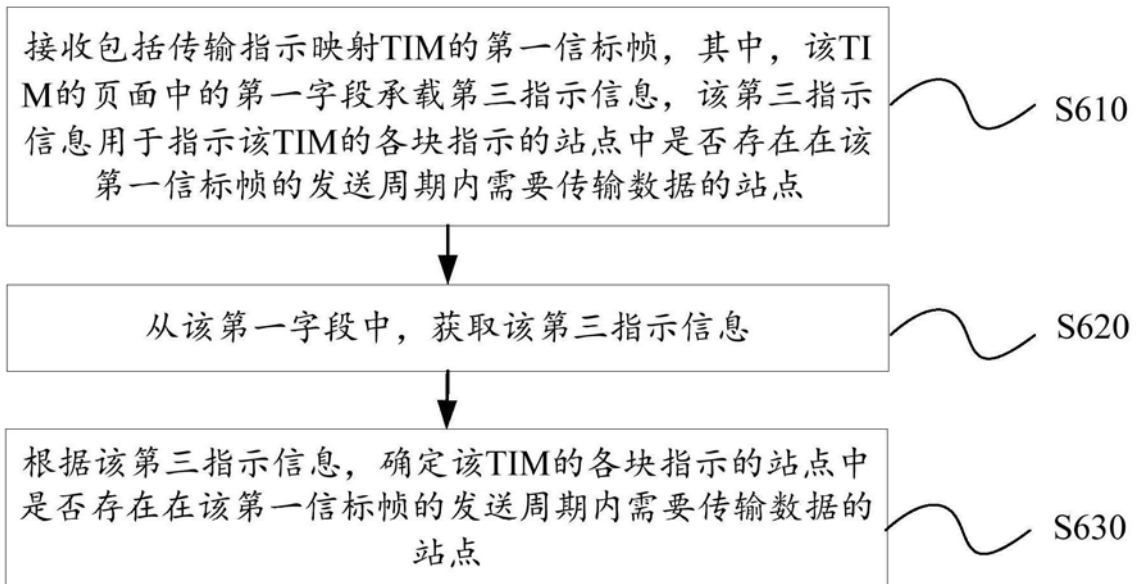 接收包括传输指示映射TIM的第一信标帧，其中，该TI
M的页面中的第一字段承载第三指示信息，该第三指示
信息用于指示该TIM的各块指示的站点中是否存在在该
第一信标帧的发送周期内需要传输数据的站点
S610
从该第一字段中，获取该第三指示信息
S620
根据该第三指示信息，确定该TIM的各块指示的站点中
是否存在在该第一信标帧的发送周期内需要传输数据的
站点
S630